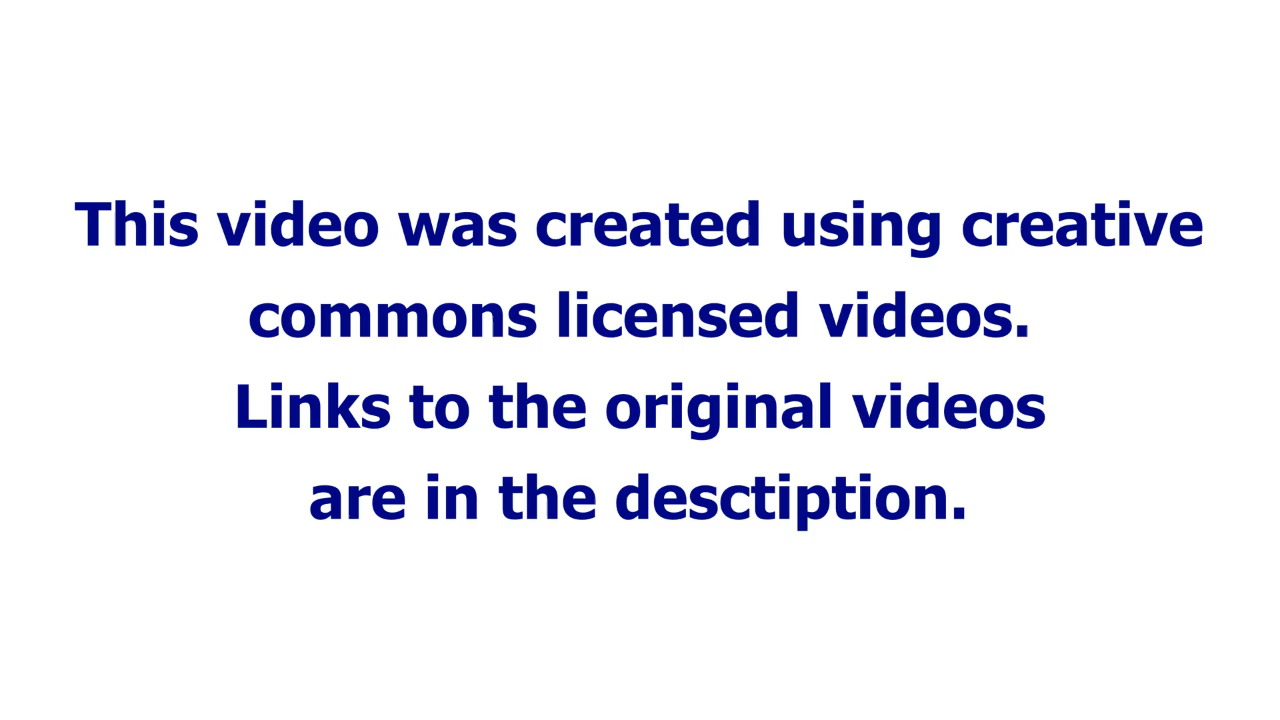 This video was created using creative
commons licensed videos.
Links to the original videos
are in the desctiption.